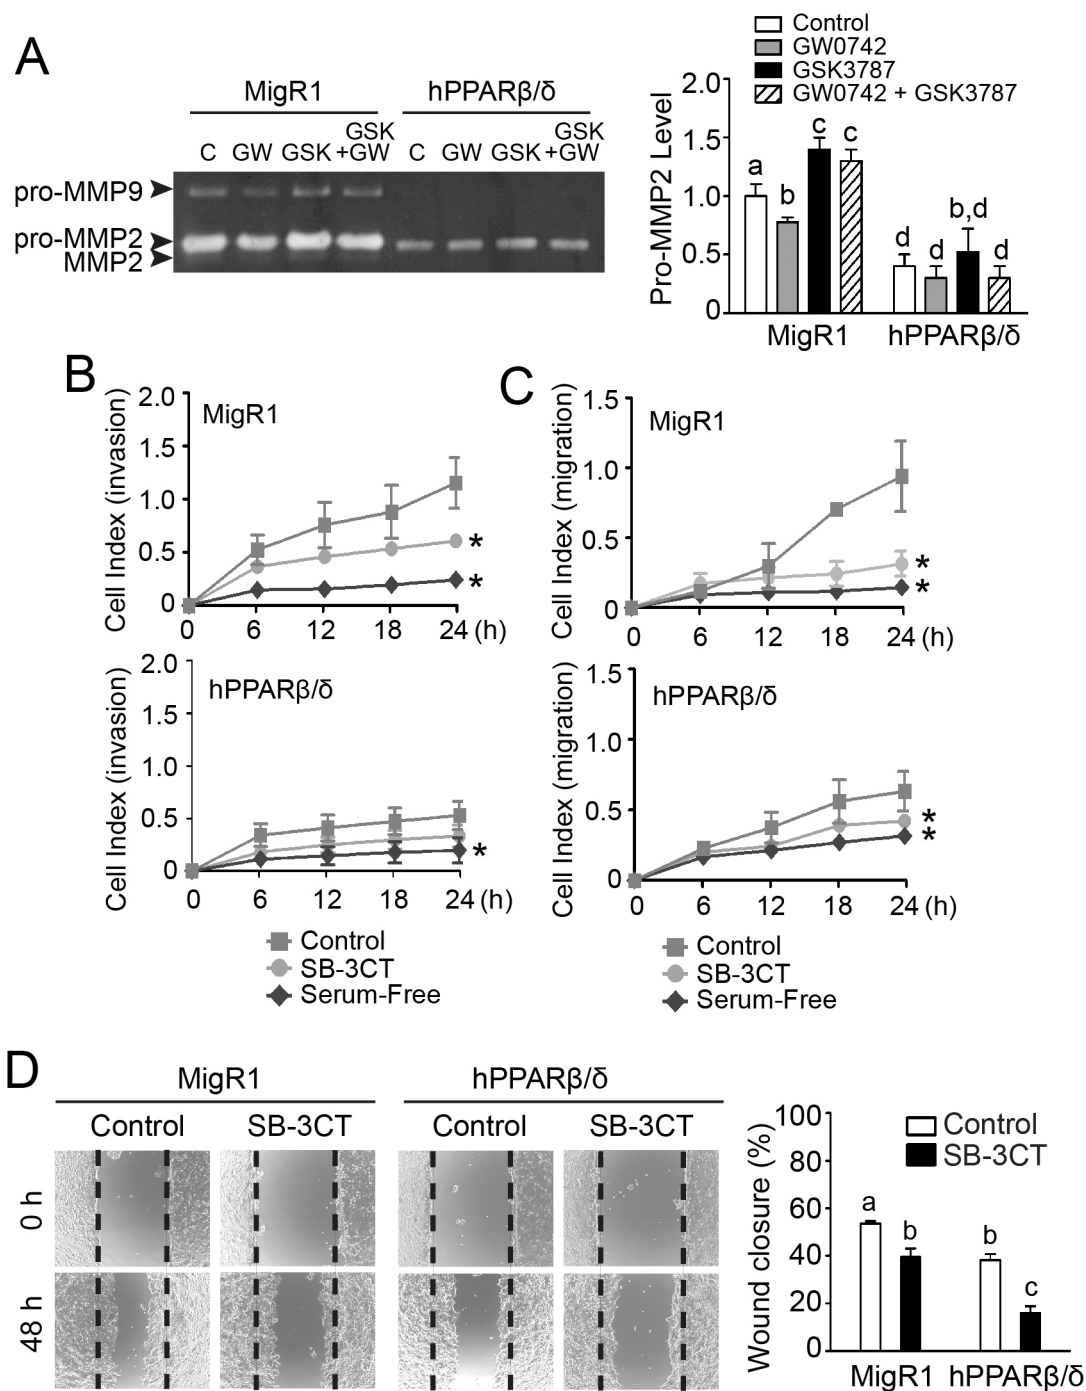 A
MigR1
hPPARβ/δ
C
GW
GSK
GSK
+GW
C
GW
GSK
GSK
+GW
pro-MMP9
pro-MMP2
MMP2
Control
GW0742
GSK3787
GW0742 + GSK3787
Pro-MMP2 Level
2.0
1.5
1.0
0.5
0
a
b
c
c
d
d
b,d
d
MigR1
hPPARβ/δ
B
Cell Index (invasion)
MigR1
2.0
1.5
1.0
0.5
0
*
*
0 6 12 18 24 (h)
Cell Index (invasion)
hPPARβ/δ
2.0
1.5
1.0
0.5
0
*
0 6 12 18 24 (h)
Control
SB-3CT
Serum-Free
C
Cell Index (migration)
MigR1
1.5
1.0
0.5
0
*
*
0 6 12 18 24 (h)
Cell Index (migration)
hPPARβ/δ
1.5
1.0
0.5
0
*
*
0 6 12 18 24 (h)
Control
SB-3CT
Serum-Free
D
MigR1
hPPARβ/δ
Control
SB-3CT
Control
SB-3CT
0 h
48 h
Wound closure (%)
100
80
60
40
20
0
Control
SB-3CT
a
b
b
c
MigR1
hPPARβ/δ